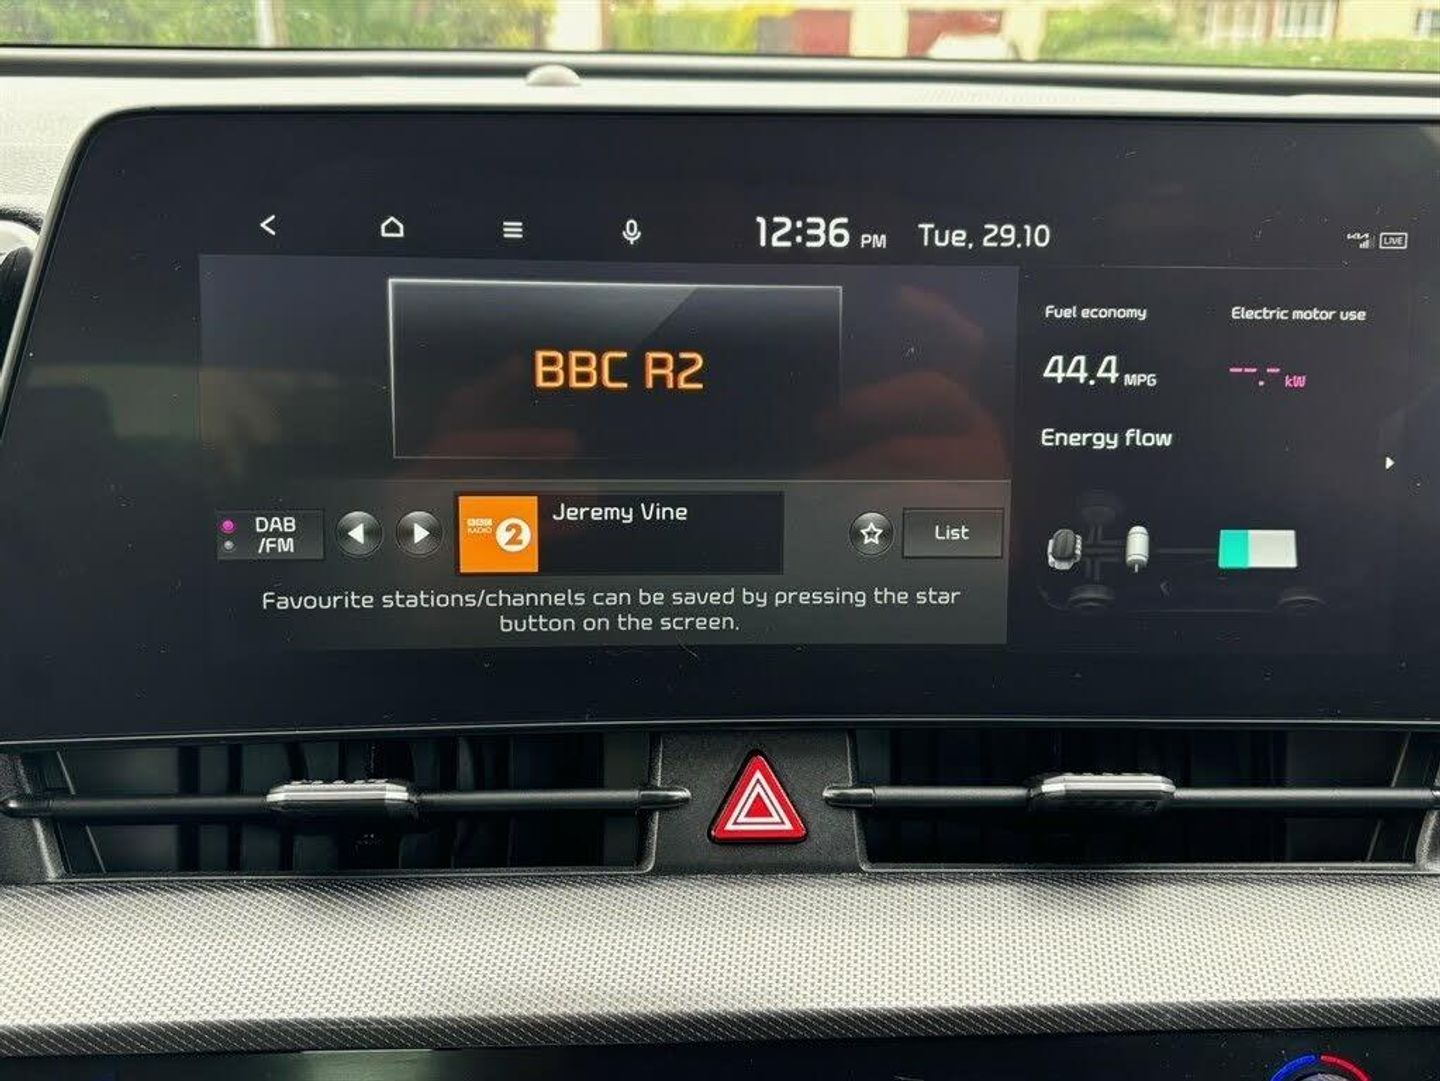 12:36 PM Tue, 29.10
KIA LIVE
BBC R2
Fuel economy
Electric motor use
44.4 MPG
--.- kW
Energy flow
DAB
/FM
BBC
RADIO
2
Jeremy Vine
List
Favourite stations/channels can be saved by pressing the star
button on the screen.